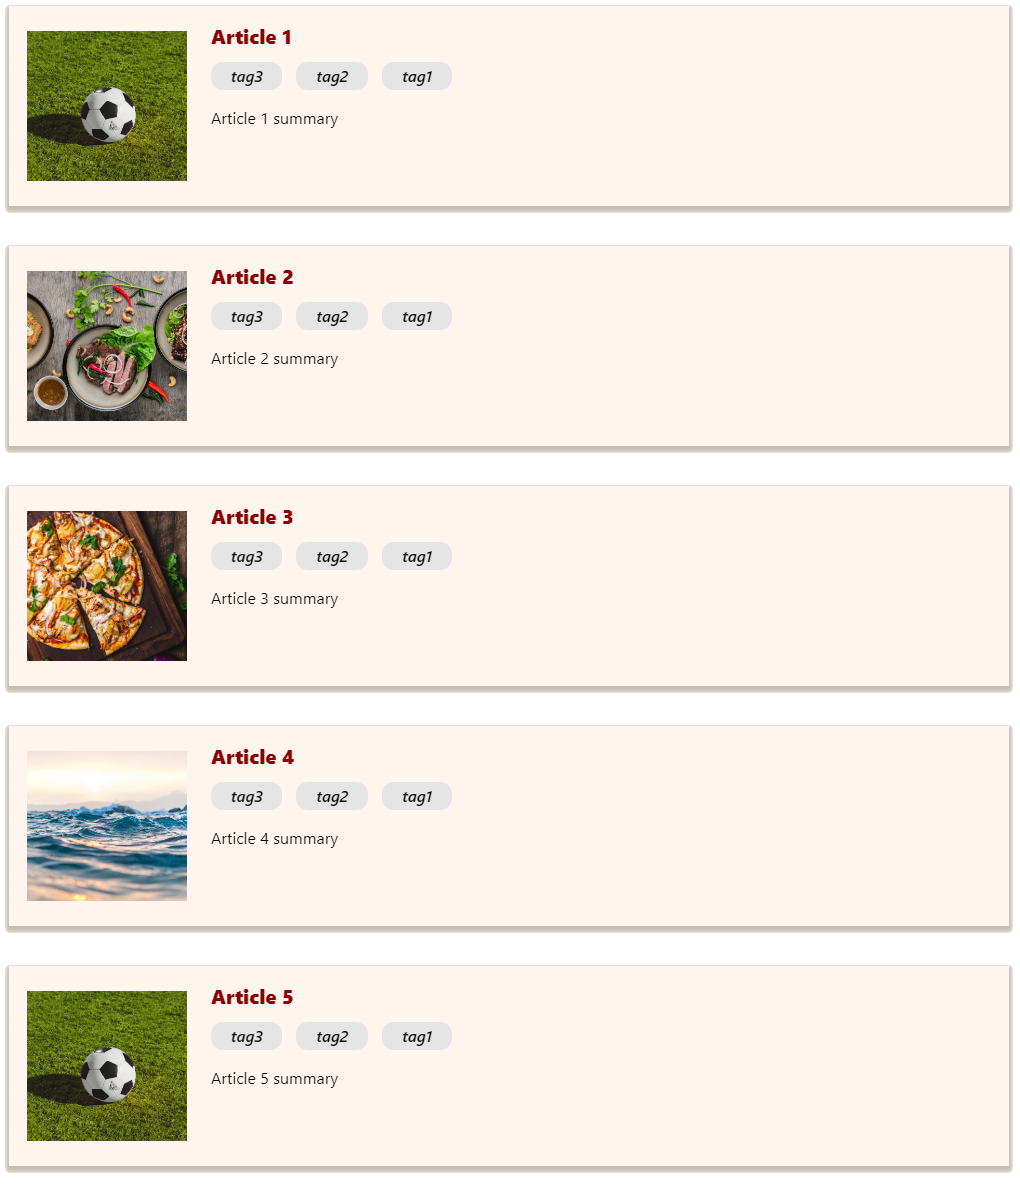 Article 1
tag3 tag2 tag1
Article 1 summary
Article 2
tag3 tag2 tag1
Article 2 summary
Article 3
tag3 tag2 tag1
Article 3 summary
Article 4
tag3 tag2 tag1
Article 4 summary
Article 5
tag3 tag2 tag1
Article 5 summary